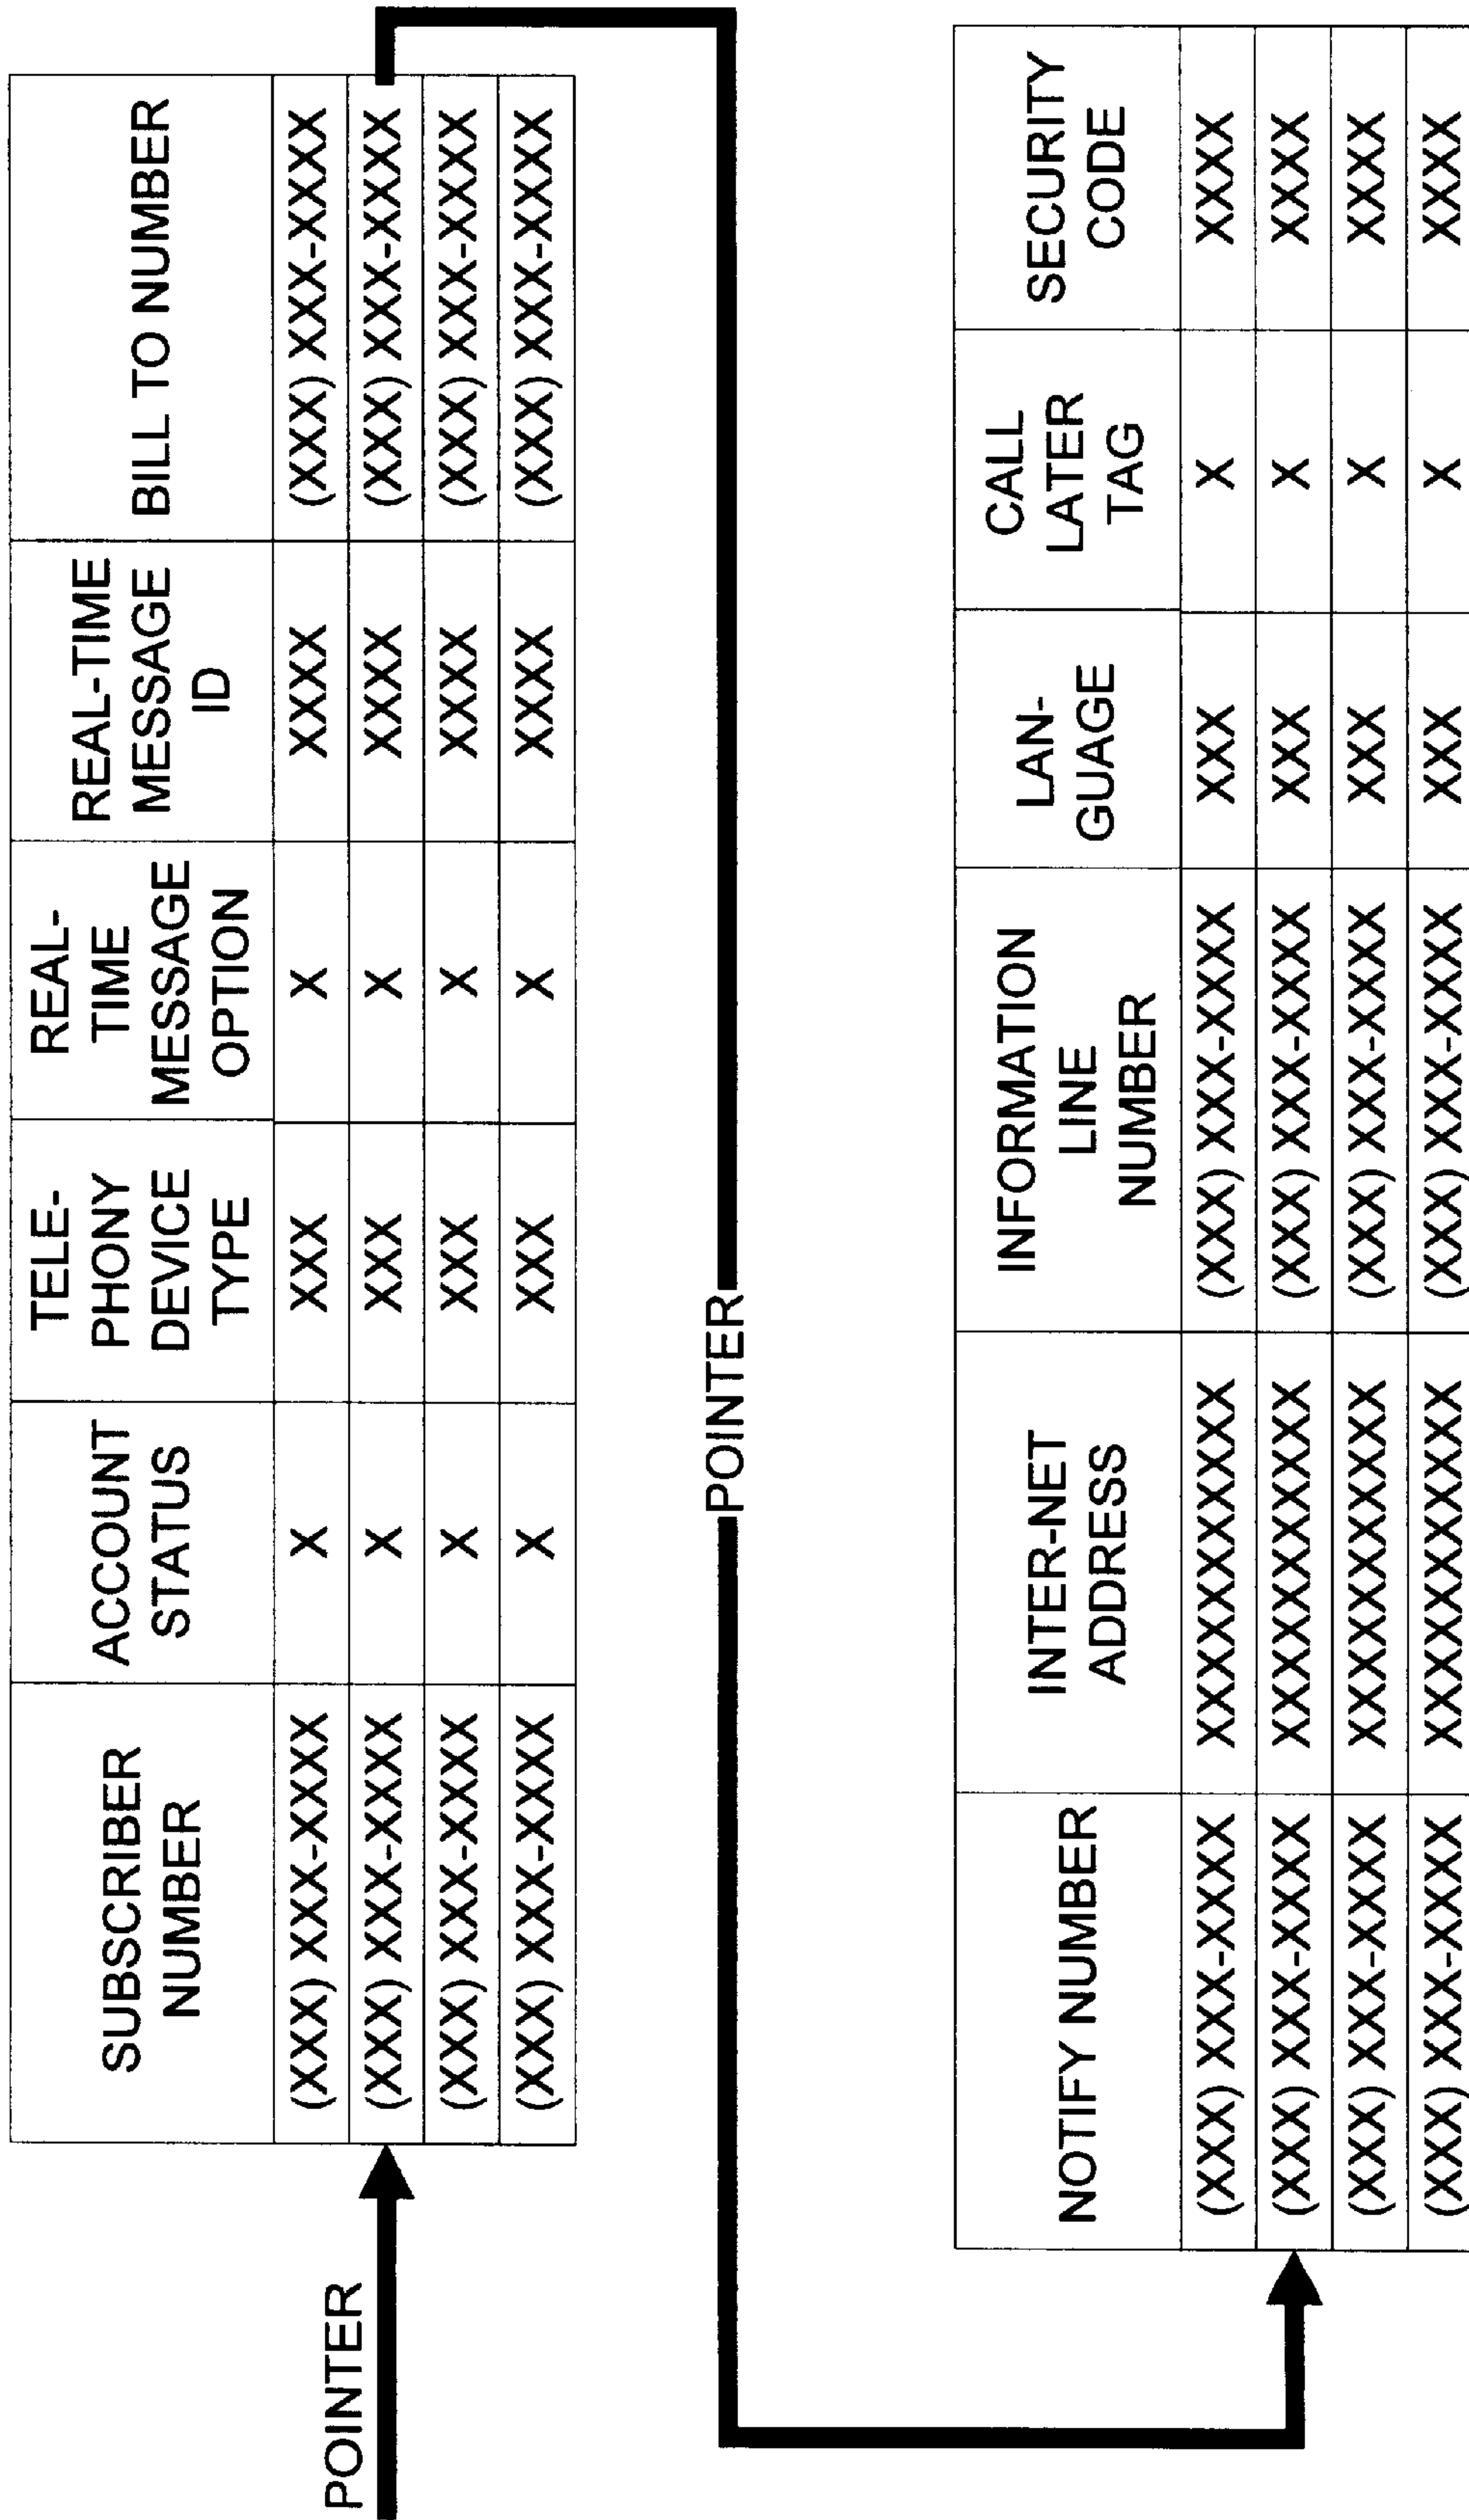 SUBSCRIBER
NUMBER
ACCOUNT
STATUS
TELE-
PHONY
DEVICE
TYPE
REAL-
TIME
MESSAGE
OPTION
REAL-TIME
MESSAGE
ID
BILL TO NUMBER
(XXX) XXX-XXXX X XXX X XXXX (XXX) XXX-XXXX
POINTER
(XXX) XXX-XXXX X XXX X XXXX (XXX) XXX-XXXX
(XXX) XXX-XXXX X XXX X XXXX (XXX) XXX-XXXX
(XXX) XXX-XXXX X XXX X XXXX (XXX) XXX-XXXX
POINTER
NOTIFY NUMBER
INTER-NET
ADDRESS
INFORMATION
LINE
NUMBER
LAN-
GUAGE
CALL
LATER
TAG
SECURITY
CODE
(XXX) XXX-XXXX XXXXXXXXXXX (XXX) XXX-XXXX XXX X XXXX
(XXX) XXX-XXXX XXXXXXXXXXX (XXX) XXX-XXXX XXX X XXXX
(XXX) XXX-XXXX XXXXXXXXXXX (XXX) XXX-XXXX XXX X XXXX
(XXX) XXX-XXXX XXXXXXXXXXX (XXX) XXX-XXXX XXX X XXXX